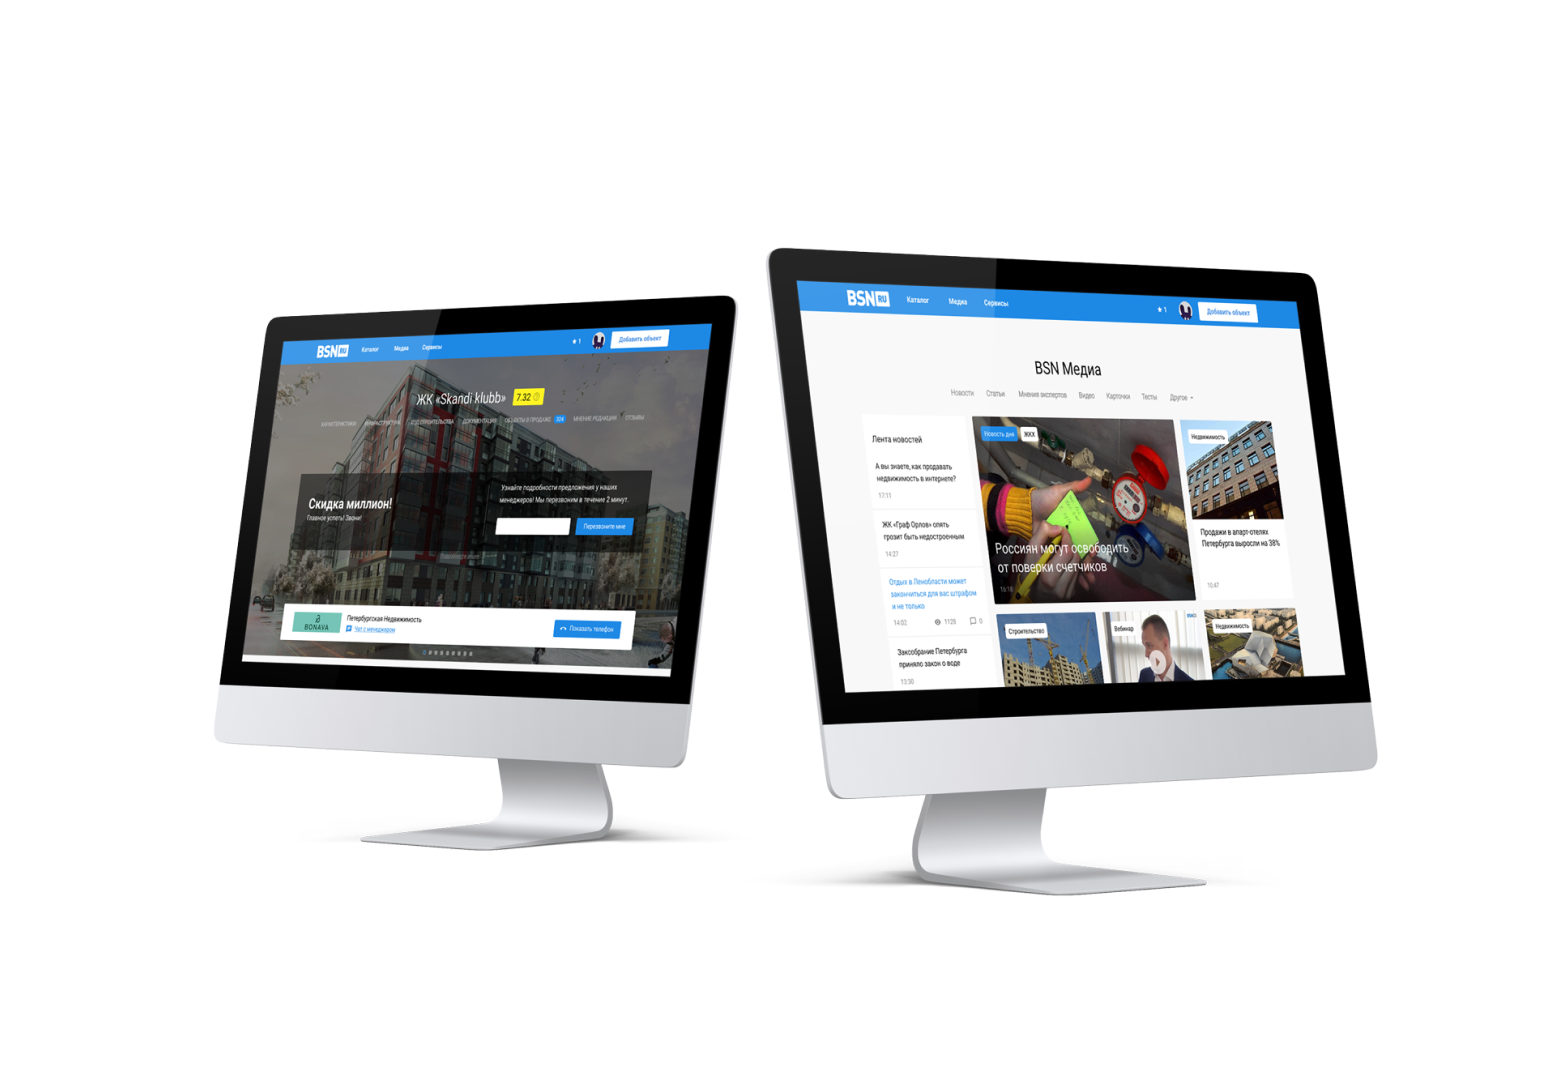 BSN RU
Каталог
Медиа
Сервисы
1
Добавить объект
ЖК «Skandi klubb»
7.32
ХАРАКТЕРИСТИКИ
ИНФРАСТРУКТУРА
ХОД СТРОИТЕЛЬСТВА
ДОКУМЕНТАЦИЯ
ОБЪЕКТЫ В ПРОДАЖЕ
МНЕНИЕ РЕДАКЦИИ
ОТЗЫВЫ
Скидка миллион!
Главное успеть! Звони!
Узнайте подробности предложения у наших
менеджеров! Мы перезвоним в течение 2 минут.
Перезвоните мне
BONAVA
Петербургская Недвижимость
Чат с менеджером
Показать телефон
BSN RU
Каталог
Медиа
Сервисы
1
Добавить объект
BSN Медиа
Новости
Статьи
Мнения экспертов
Видео
Карточки
Тесты
Другое
Лента новостей
А вы знаете, как продавать
недвижимость в интернете?
17:11
ЖК «Граф Орлов» опять
грозит быть недостроенным
14:27
Отдых в Ленобласти может
закончиться для вас штрафом
и не только
14:02
1128
0
Заксобрание Петербурга
приняло закон о воде
13:30
Новость дня
ЖКХ
Россиян могут освободить
от поверки счетчиков
16:18
Недвижимость
Продажи в апарт-отелях
Петербурга выросли на 38%
10:47
Строительство
Вебинар
Недвижимость